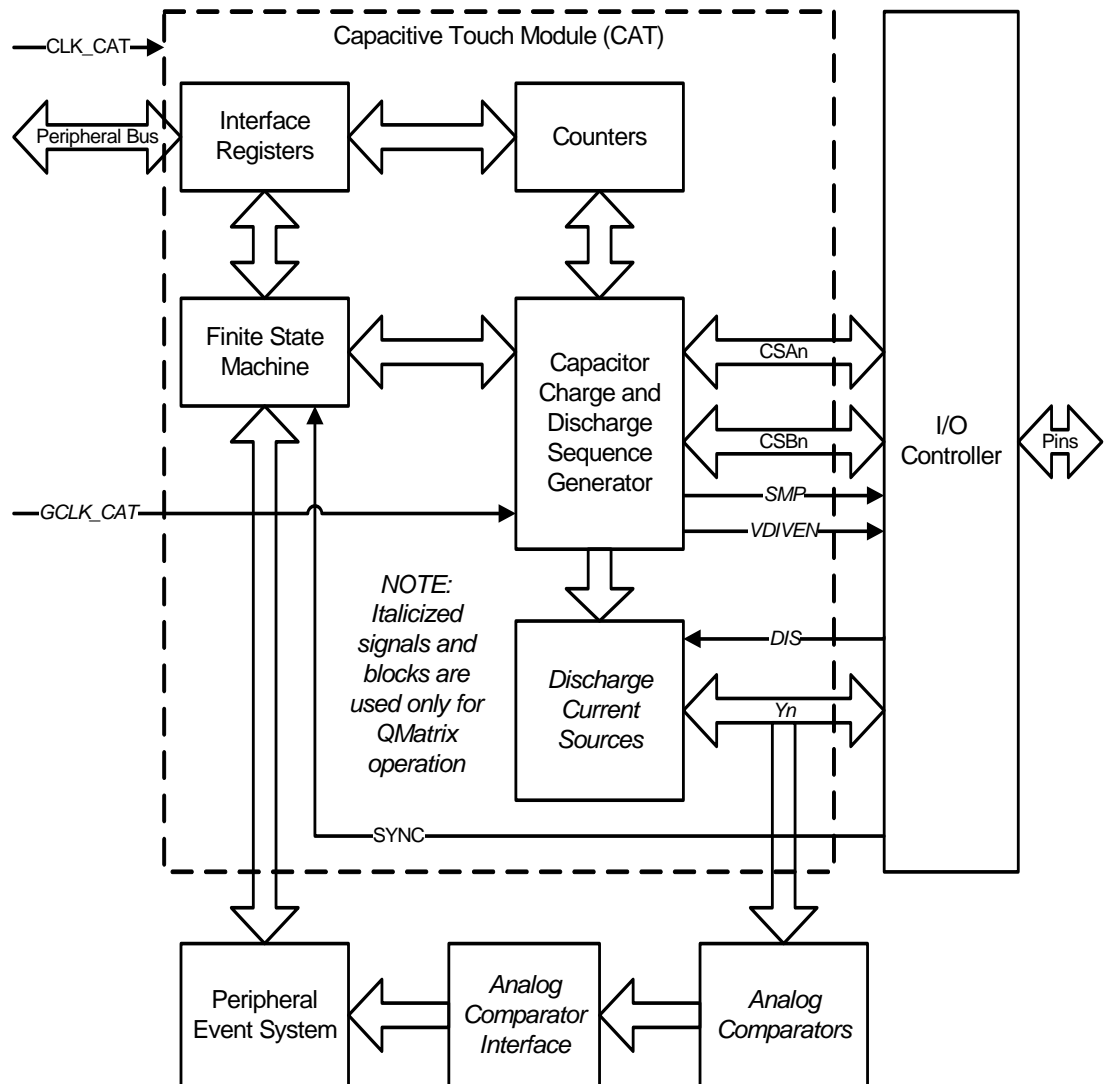 Capacitive Touch Module (CAT)
CLK_CAT
Peripheral Bus
Interface
Registers
Counters
Finite State
Machine
Capacitor
Charge and
Discharge
Sequence
Generator
CSAn
CSBn
SMP
VDIVEN
I/O
Controller
Pins
GCLK_CAT
NOTE:
Italicized
signals and
blocks are
used only for
QMatrix
operation
Discharge
Current
Sources
DIS
Yn
SYNC
Peripheral
Event System
Analog
Comparator
Interface
Analog
Comparators